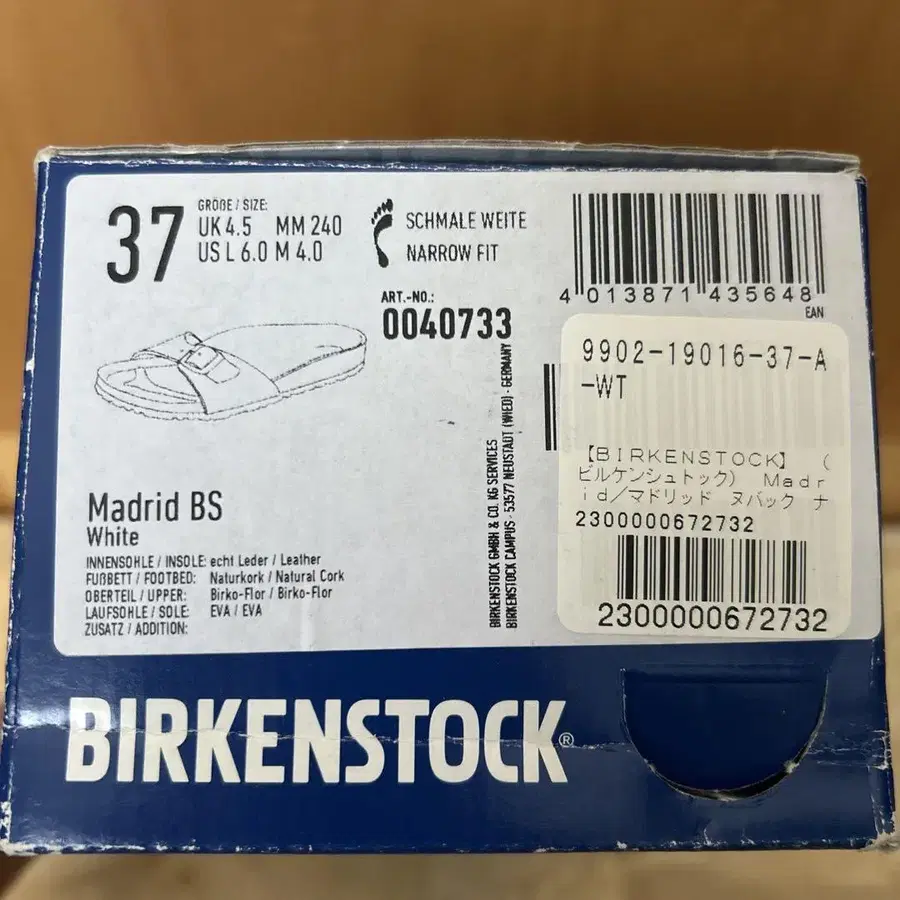 37
GRÖßE / SIZE:
UK 4.5 MM 240
US L 6.0 M 4.0
SCHMALE WEITE
NARROW FIT
ART.-NO.:
0040733
4 013871 435648
EAN
9902-19016-37-A
-WT
【BIRKENSTOCK】 (
ビルケンシュトック) Madr
id/マドリッド ヌバック ナ
2300000672732
2300000672732
Madrid BS
White
INNENSOHLE / INSOLE: echt Leder / Leather
FUßBETT / FOOTBED: Naturkork / Natural Cork
OBERTEIL / UPPER: Birko-Flor / Birko-Flor
LAUFSOHLE / SOLE: EVA / EVA
ZUSATZ / ADDITION:
BIRKENSTOCK GMBH & CO. KG SERVICES
BIRKENSTOCK CAMPUS · 53577 NEUSTADT (WIED) · GERMANY
BIRKENSTOCK®